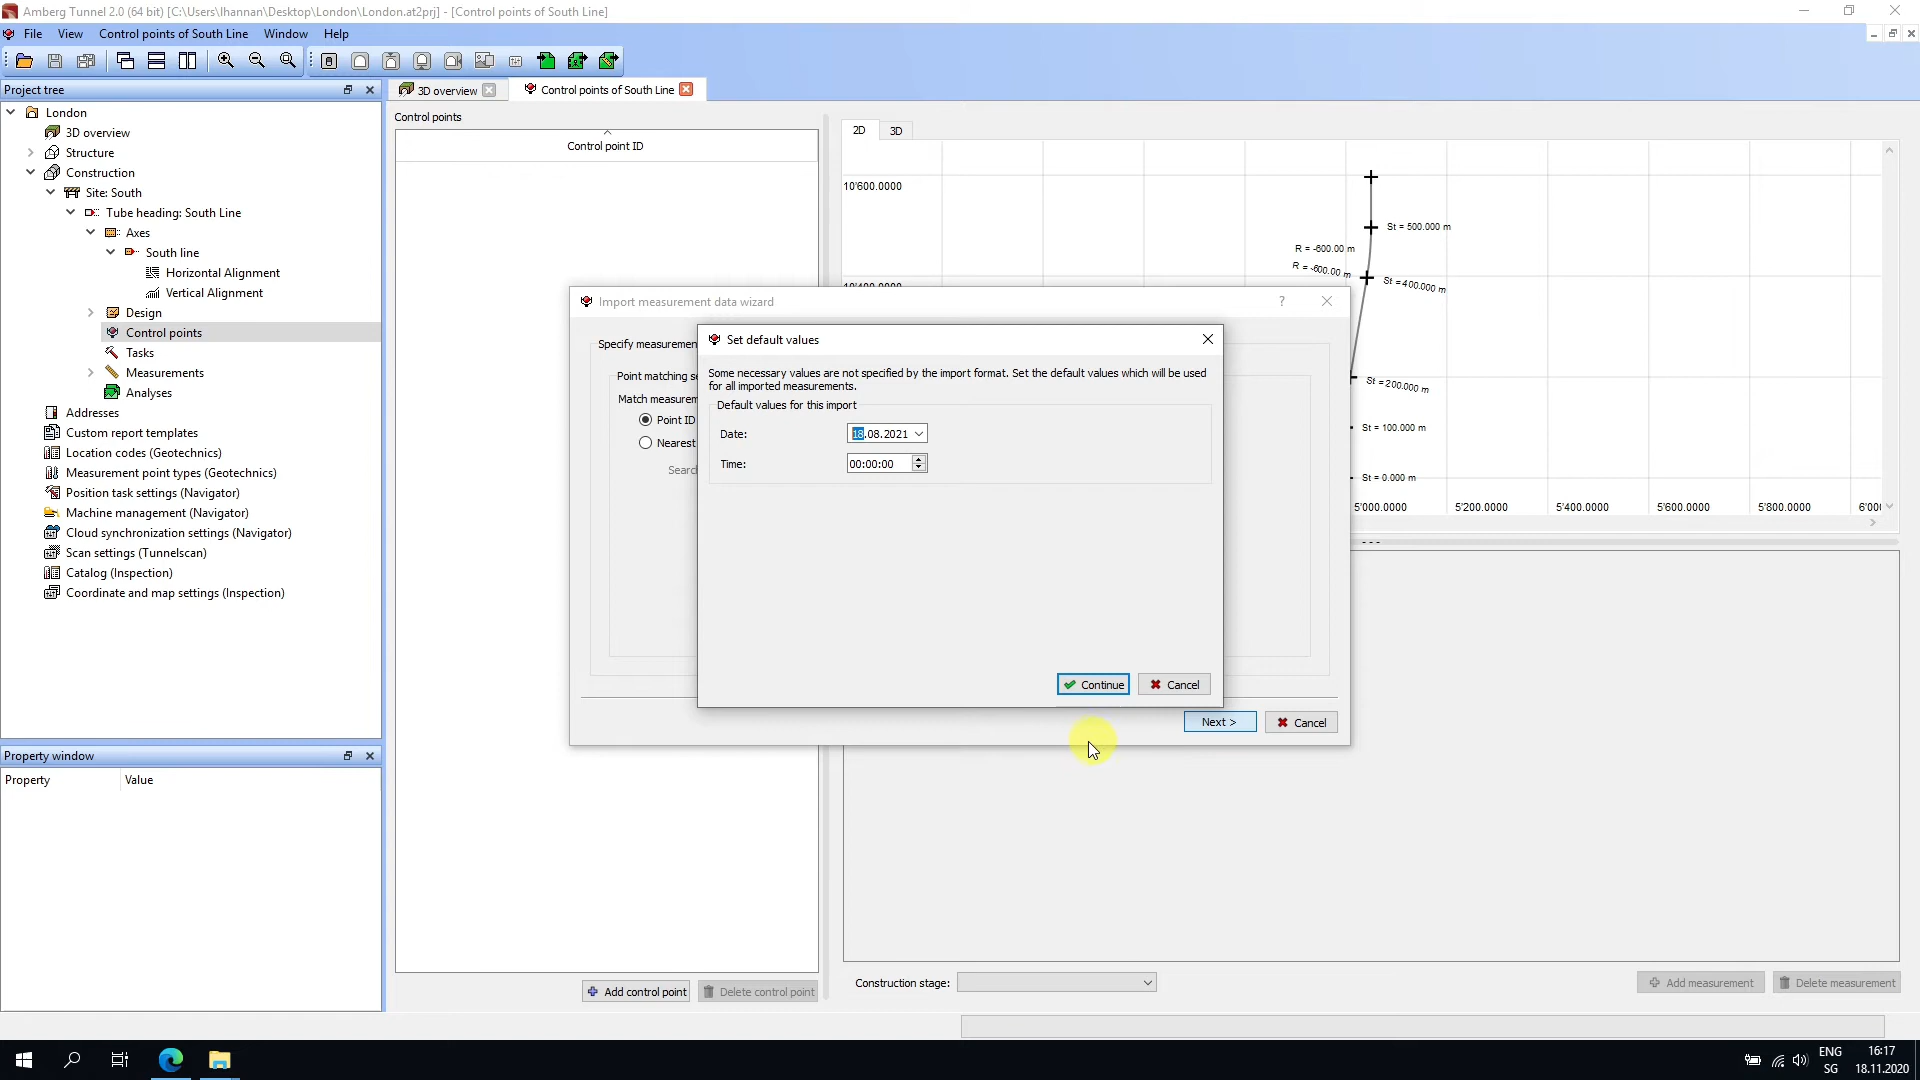 Amberg Tunnel 2.0 (64 bit) [C:\Users\lhannan\Desktop\London\London.at2prj] - [Control points of South Line]
File View Control points of South Line Window Help
Project tree
3D overview
Control points of South Line
London
3D overview
Structure
Construction
Site: South
Tube heading: South Line
Axes
South line
Horizontal Alignment
Vertical Alignment
Design
Control points
Tasks
Measurements
Analyses
Addresses
Custom report templates
Location codes (Geotechnics)
Measurement point types (Geotechnics)
Position task settings (Navigator)
Machine management (Navigator)
Cloud synchronization settings (Navigator)
Scan settings (Tunnelscan)
Catalog (Inspection)
Coordinate and map settings (Inspection)
Property window
Property Value
Control points
Control point ID
Add control point
Delete control point
2D 3D
10'600.0000
St = 500.000 m
R = -600.00 m
R = -600.00 m
St = 400.000 m
St = 200.000 m
St = 100.000 m
St = 0.000 m
5'000.0000 5'200.0000 5'400.0000 5'600.0000 5'800.0000
Import measurement data wizard
?
Specify measuremen
Point matching se
Match measurem
Point ID
Nearest
Searc
Next >
Cancel
Set default values
Some necessary values are not specified by the import format. Set the default values which will be used
for all imported measurements.
Default values for this import
Date: 18.08.2021
Time: 00:00:00
Continue
Cancel
Construction stage:
Add measurement
Delete measurement
ENG
SG
16:17
18.11.2020